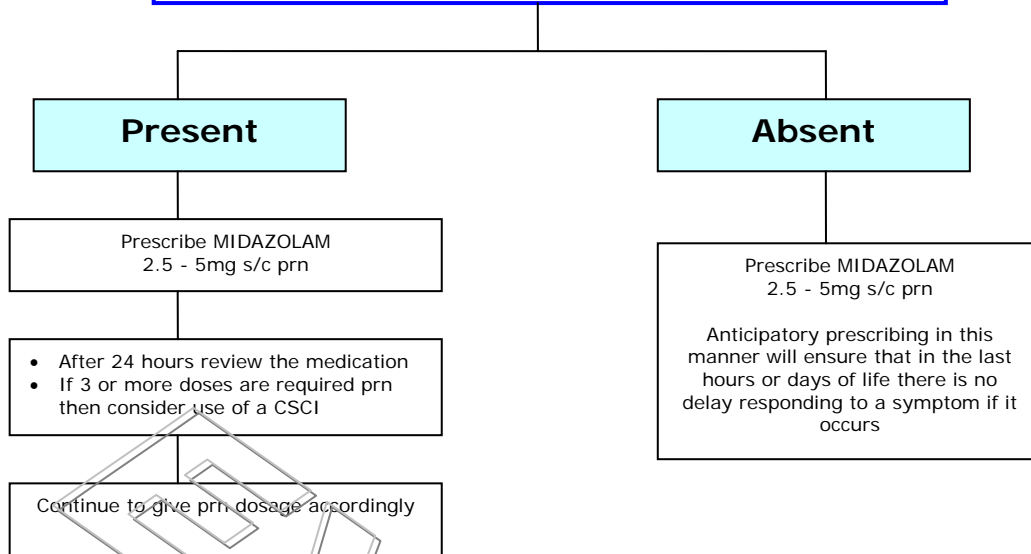 Present
Absent
Prescribe MIDAZOLAM
2.5 - 5mg s/c prn
• After 24 hours review the medication
• If 3 or more doses are required prn
then consider use of a CSCI
Continue to give prn dosage accordingly
Prescribe MIDAZOLAM
2.5 - 5mg s/c prn
Anticipatory prescribing in this
manner will ensure that in the last
hours or days of life there is no
delay responding to a symptom if it
occurs